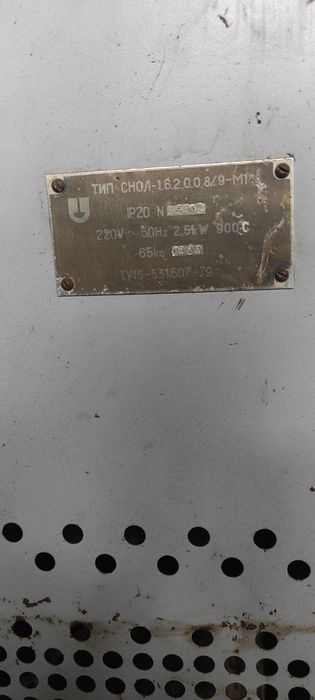 ТИП СНОЛ-1.6.2,0.0,8/9-М1
IP20 N
220V ~ 50Hz 2,5kW 900°C
65kg
TУ16-531.507-79